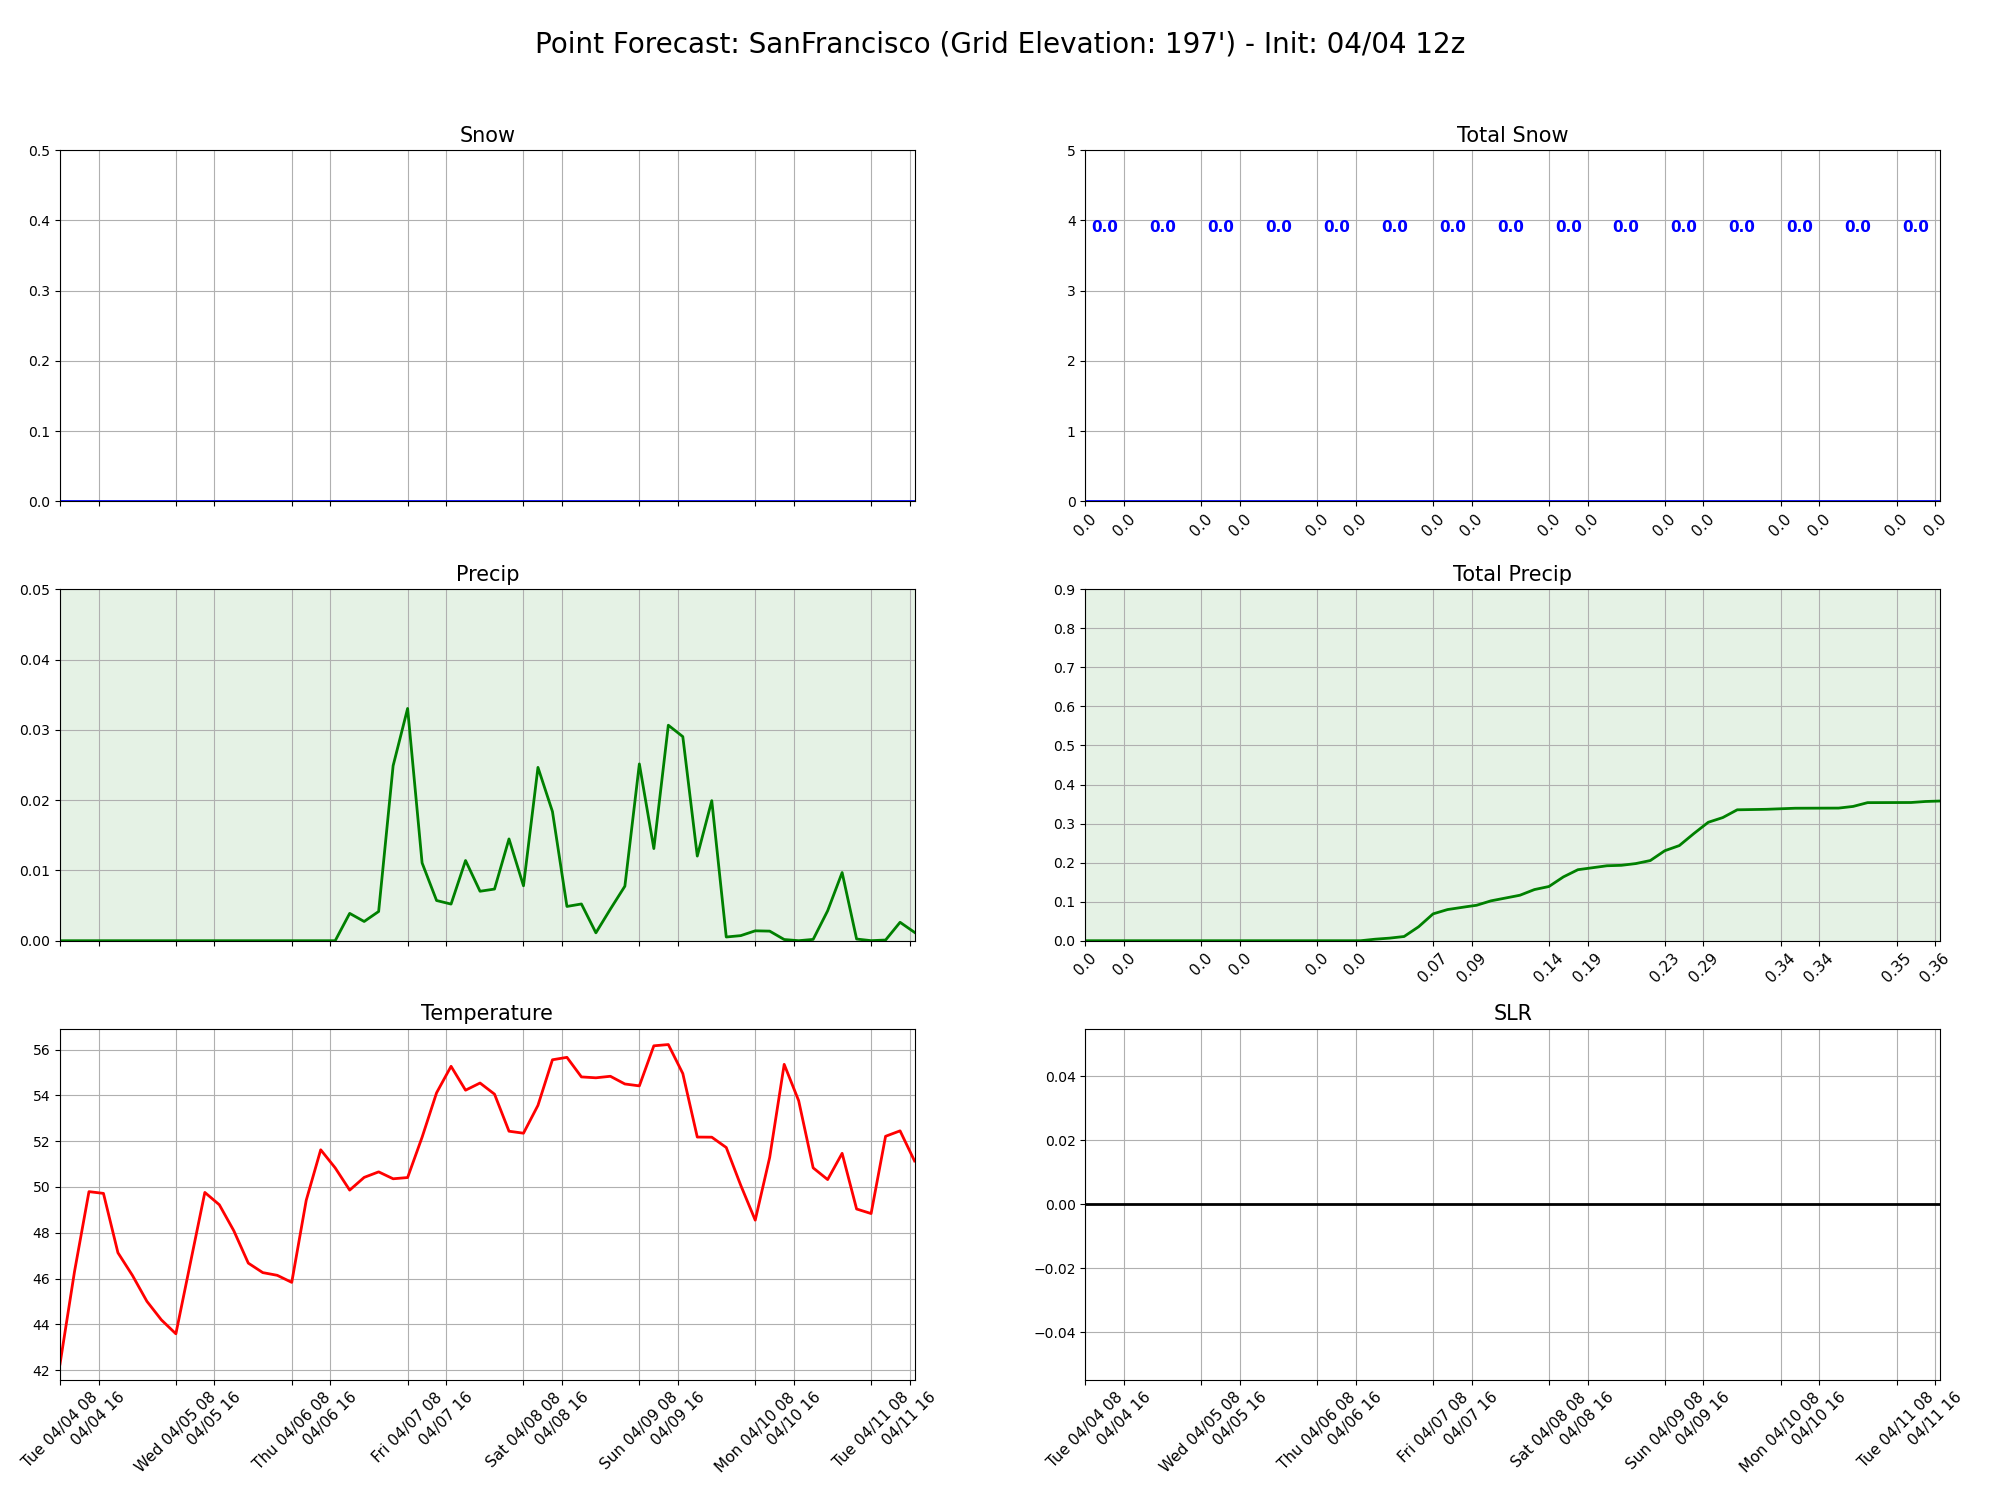 Point Forecast: SanFrancisco (Grid Elevation: 197') - Init: 04/04 12z
Snow
0.5
0.4
0.3
0.2
0.1
0.0
Total Snow
5
4
3
2
1
0
0.0 0.0 0.0 0.0 0.0 0.0 0.0 0.0 0.0 0.0 0.0 0.0 0.0 0.0 0.0
0.0 0.0 0.0 0.0 0.0 0.0 0.0 0.0 0.0 0.0 0.0 0.0 0.0 0.0 0.0 0.0
Precip
0.05
0.04
0.03
0.02
0.01
0.00
Total Precip
0.9
0.8
0.7
0.6
0.5
0.4
0.3
0.2
0.1
0.0
0.0 0.0 0.0 0.0 0.0 0.0 0.07 0.09 0.14 0.19 0.23 0.29 0.34 0.34 0.35 0.36
Temperature
56
54
52
50
48
46
44
42
Tue 04/04 08
04/04 16
Wed 04/05 08
04/05 16
Thu 04/06 08
04/06 16
Fri 04/07 08
04/07 16
Sat 04/08 08
04/08 16
Sun 04/09 08
04/09 16
Mon 04/10 08
04/10 16
Tue 04/11 08
04/11 16
SLR
0.04
0.02
0.00
−0.02
−0.04
Tue 04/04 08
04/04 16
Wed 04/05 08
04/05 16
Thu 04/06 08
04/06 16
Fri 04/07 08
04/07 16
Sat 04/08 08
04/08 16
Sun 04/09 08
04/09 16
Mon 04/10 08
04/10 16
Tue 04/11 08
04/11 16